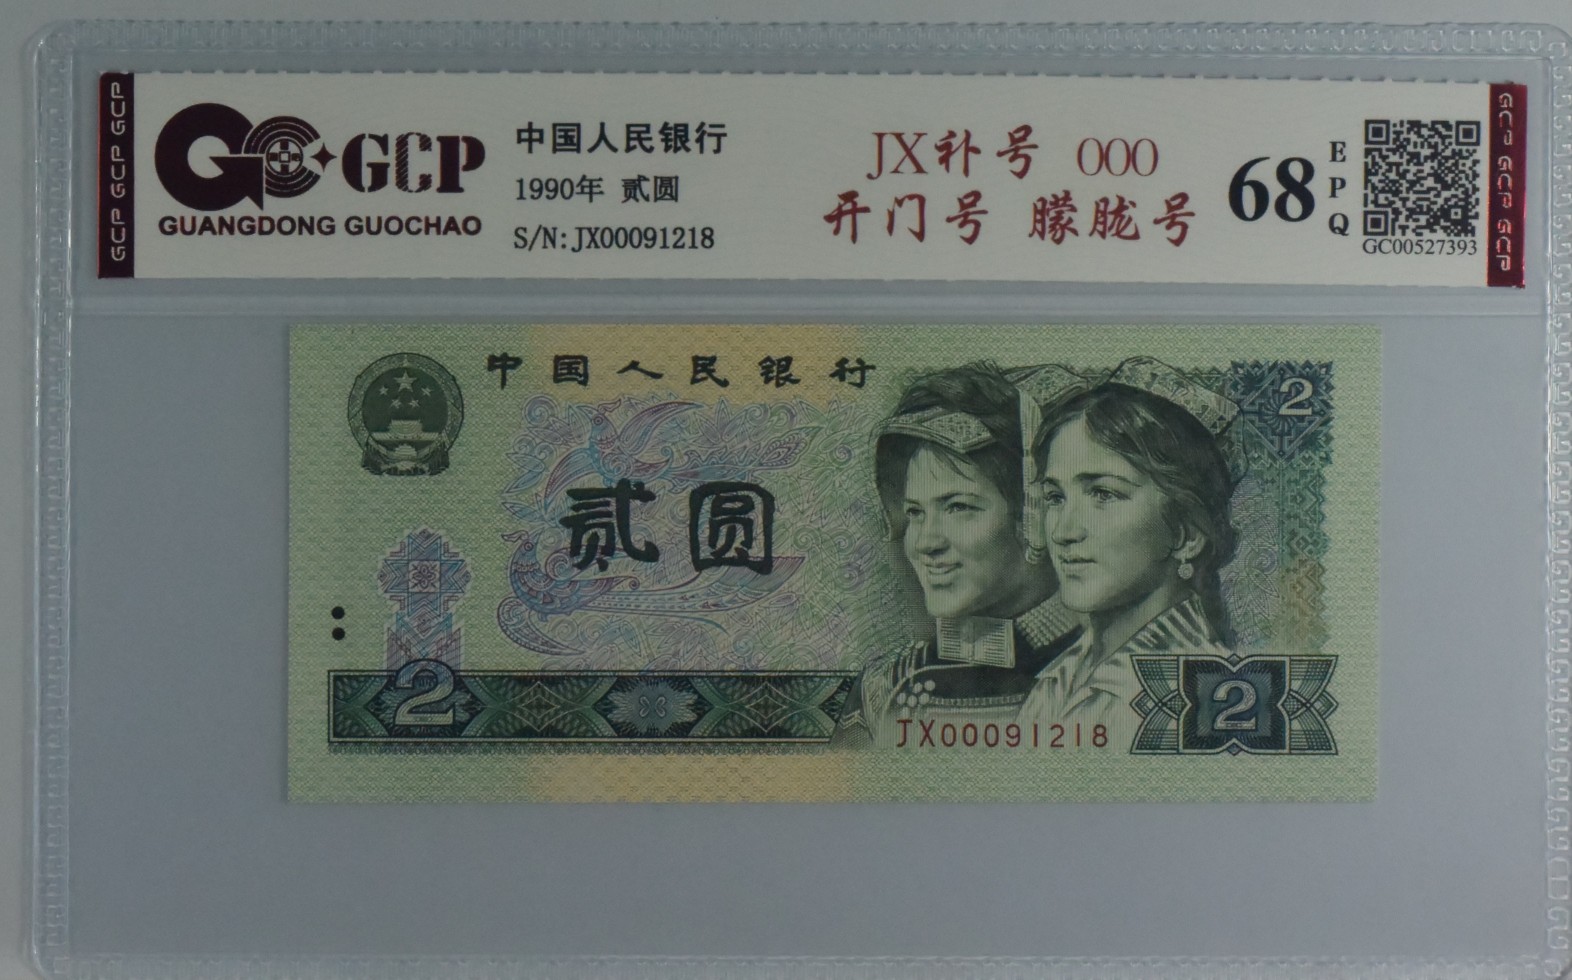 GCP GCP GCP
GCP
GUANGDONG GUOCHAO
中国人民银行
1990年 贰圆
S/N:JX00091218
JX补号 000
开门号 朦胧号
68
EPQ
GC00527393
GCP GCP GCP
中国人民银行
2
贰圆
2
JX00091218
2